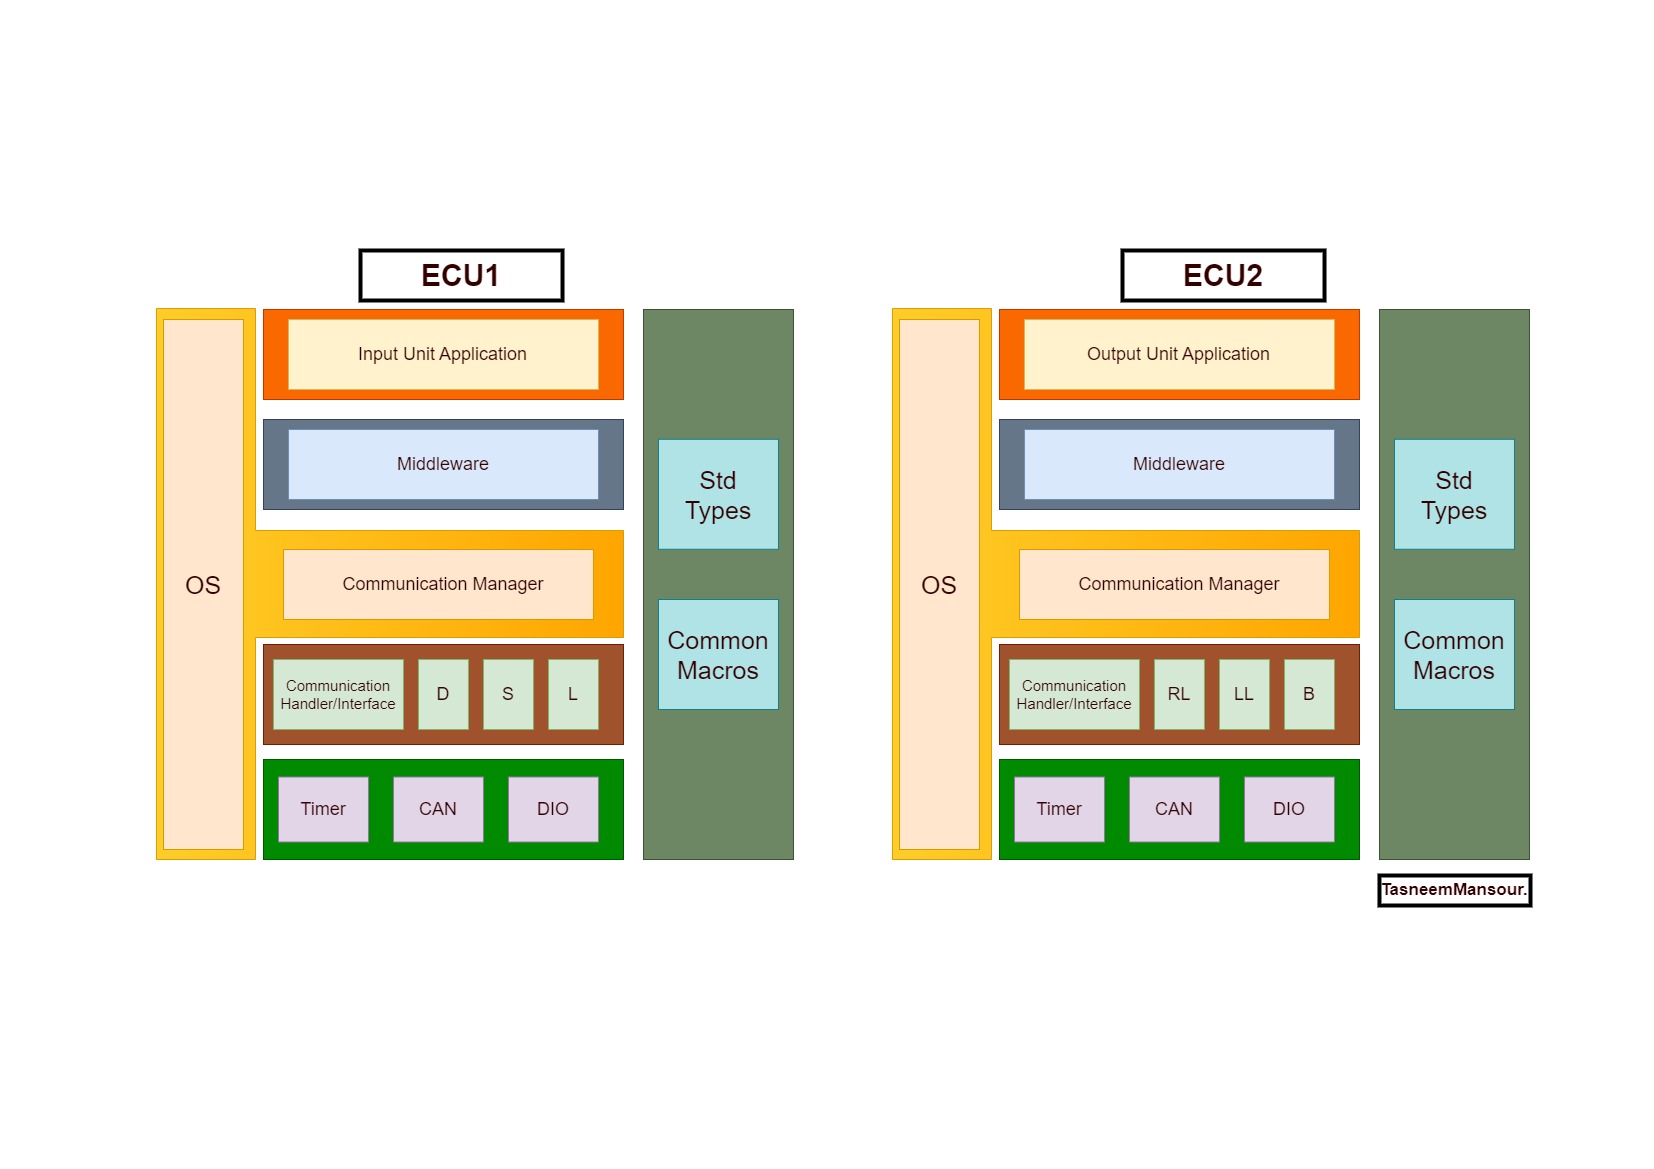 ECU1
OS
Input Unit Application
Middleware
Communication Manager
Communication
Handler/Interface
D
S
L
Timer
CAN
DIO
Std
Types
Common
Macros
ECU2
OS
Output Unit Application
Middleware
Communication Manager
Communication
Handler/Interface
RL
LL
B
Timer
CAN
DIO
Std
Types
Common
Macros
TasneemMansour.